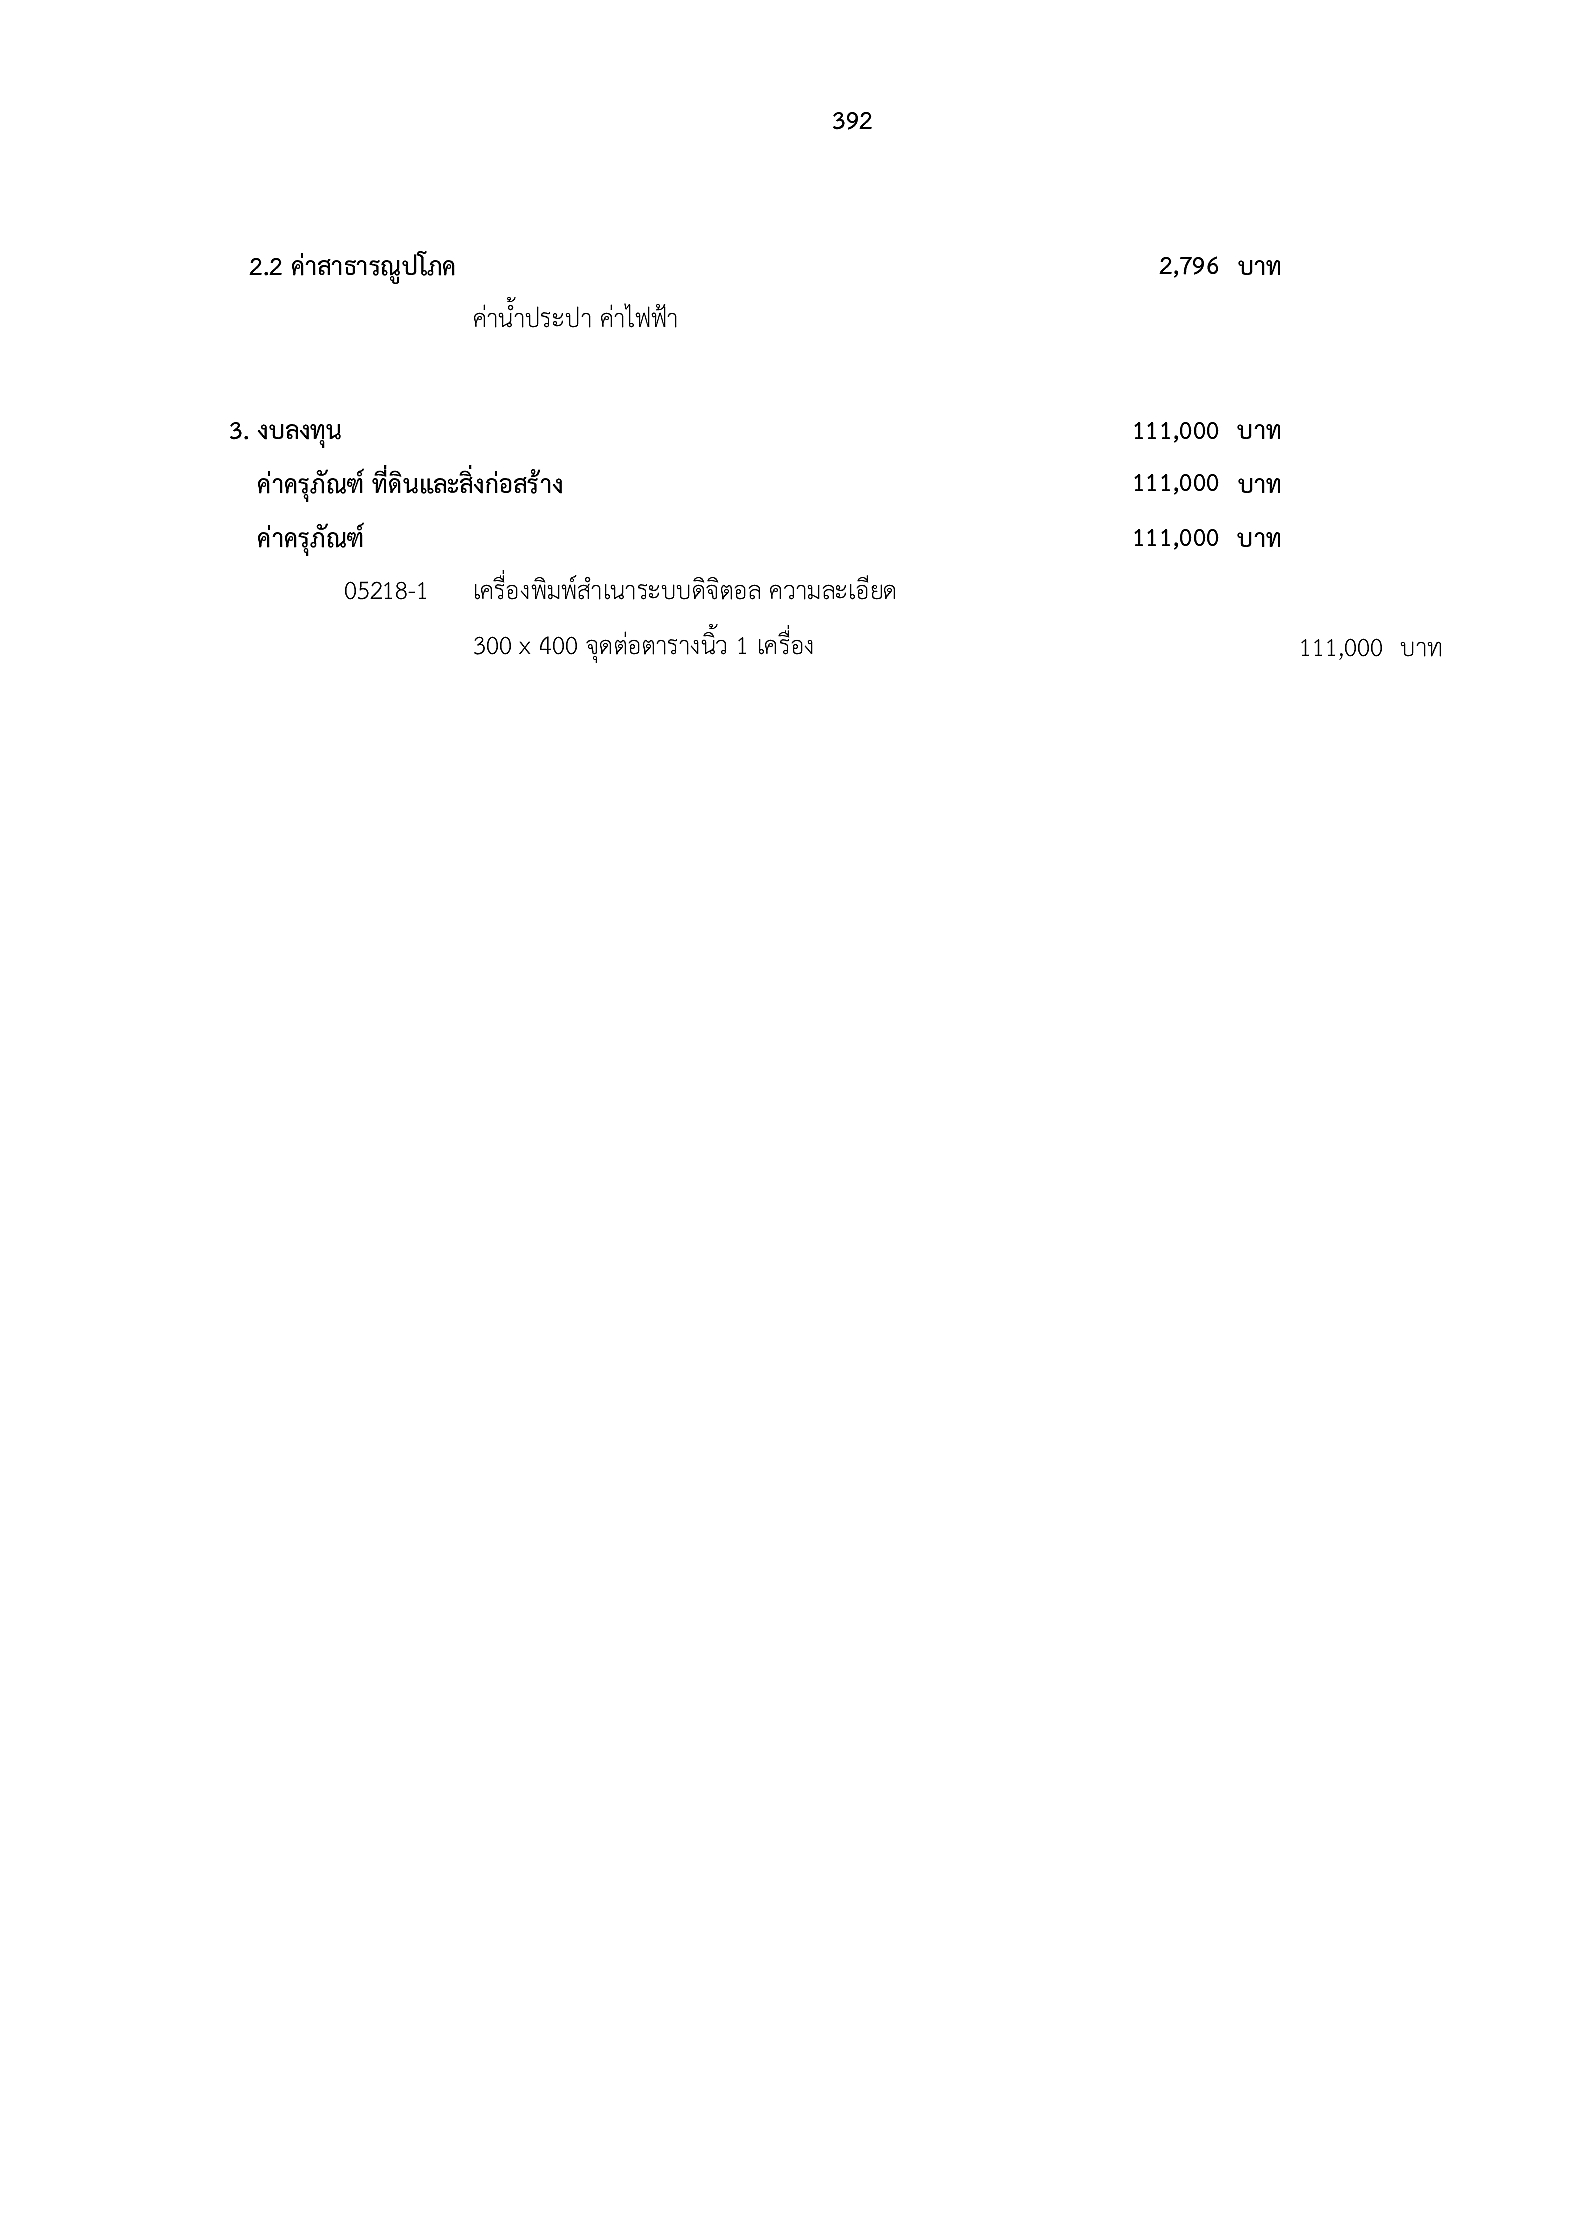 392
2.2 ค่าสาธารณูปโภค 2,796 บาท
ค่าน้ำประปา ค่าไฟฟ้า
3. งบลงทุน 111,000 บาท
ค่าครุภัณฑ์ ที่ดินและสิ่งก่อสร้าง 111,000 บาท
ค่าครุภัณฑ์ 111,000 บาท
05218-1 เครื่องพิมพ์สำเนาระบบดิจิตอล ความละเอียด
300 x 400 จุดต่อตารางนิ้ว 1 เครื่อง 111,000 บาท